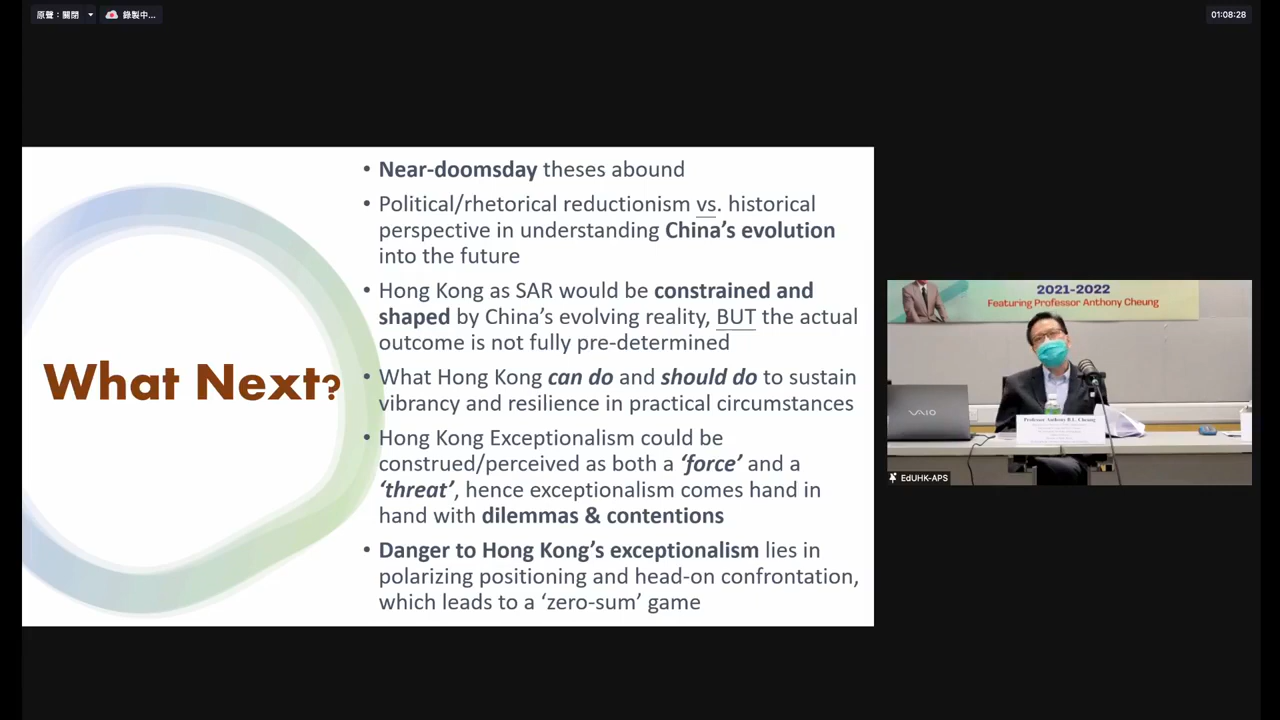 原聲：關閉
錄製中...
01:08:28
What Next?
• Near-doomsday theses abound
• Political/rhetorical reductionism vs. historical
perspective in understanding China's evolution
into the future
• Hong Kong as SAR would be constrained and
shaped by China's evolving reality, BUT the actual
outcome is not fully pre-determined
• What Hong Kong can do and should do to sustain
vibrancy and resilience in practical circumstances
• Hong Kong Exceptionalism could be
construed/perceived as both a 'force' and a
'threat', hence exceptionalism comes hand in
hand with dilemmas & contentions
• Danger to Hong Kong's exceptionalism lies in
polarizing positioning and head-on confrontation,
which leads to a 'zero-sum' game
2021-2022
Featuring Professor Anthony Cheung
VAIO
Professor Anthony B.L. Cheung
EdUHK-APS